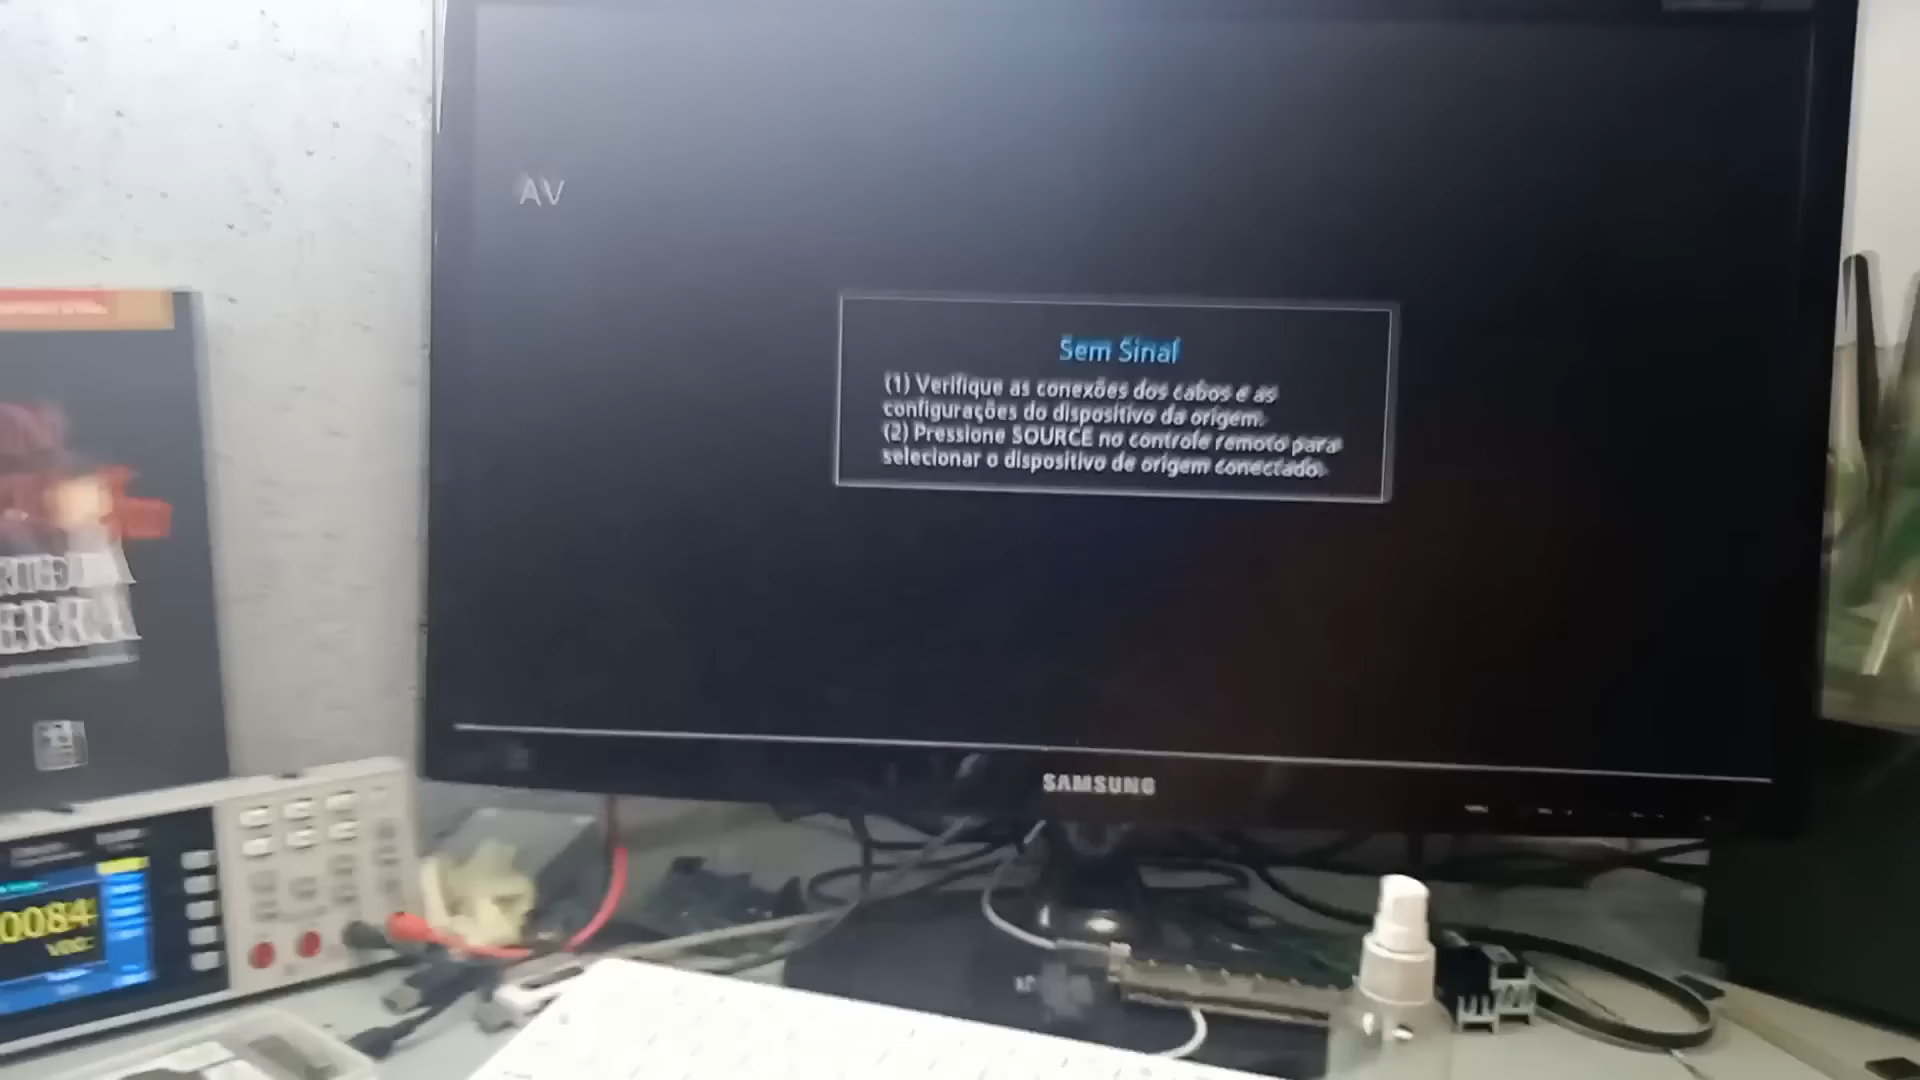 AV
Sem Sinal
(1) Verifique as conexões dos cabos e as
configurações do dispositivo da origem.
(2) Pressione SOURCE no controle remoto para
selecionar o dispositivo de origem conectado.
SAMSUNG
0084
VDC